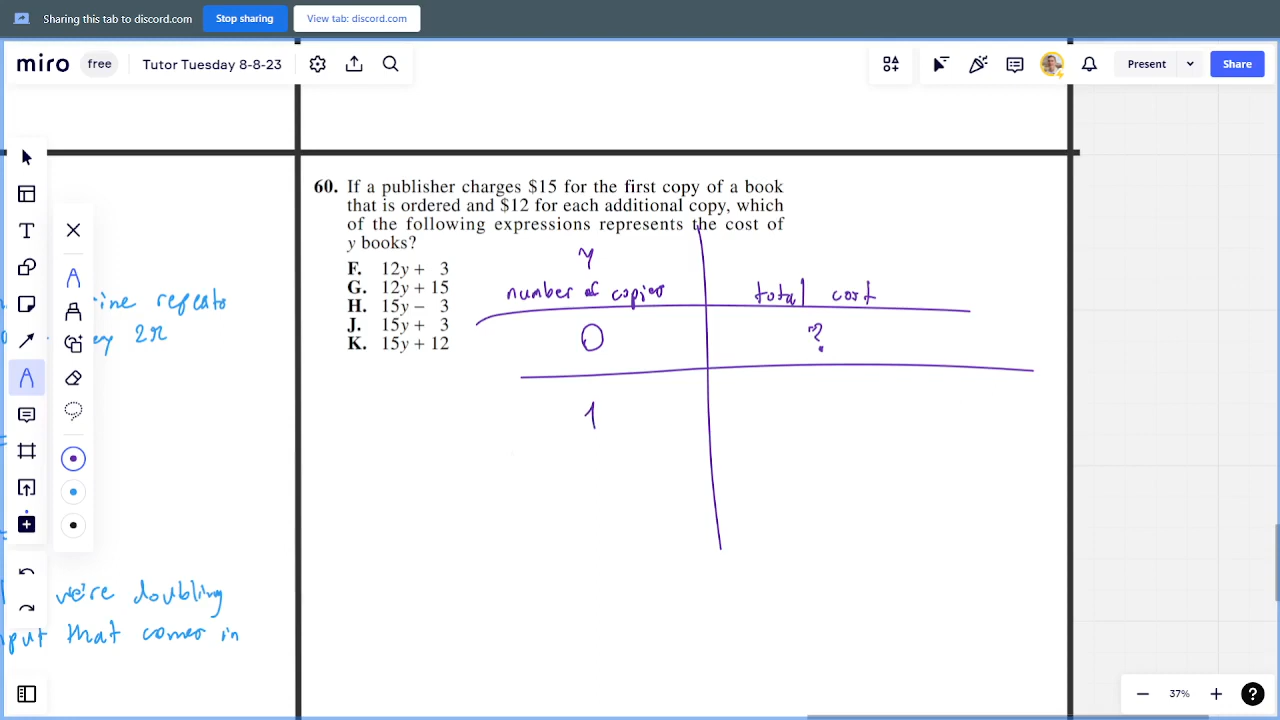 Sharing this tab to discord.com
Stop sharing
View tab: discord.com
miro
free
Tutor Tuesday 8-8-23
Present
Share
60. If a publisher charges $15 for the first copy of a book
that is ordered and $12 for each additional copy, which
of the following expressions represents the cost of
y books?
F. 12y + 3
G. 12y + 15
H. 15y − 3
J. 15y + 3
K. 15y + 12
y
number of copies
total cost
0
?
1
ine repeats
ey 2π
we're doubling
put that comes in
37%